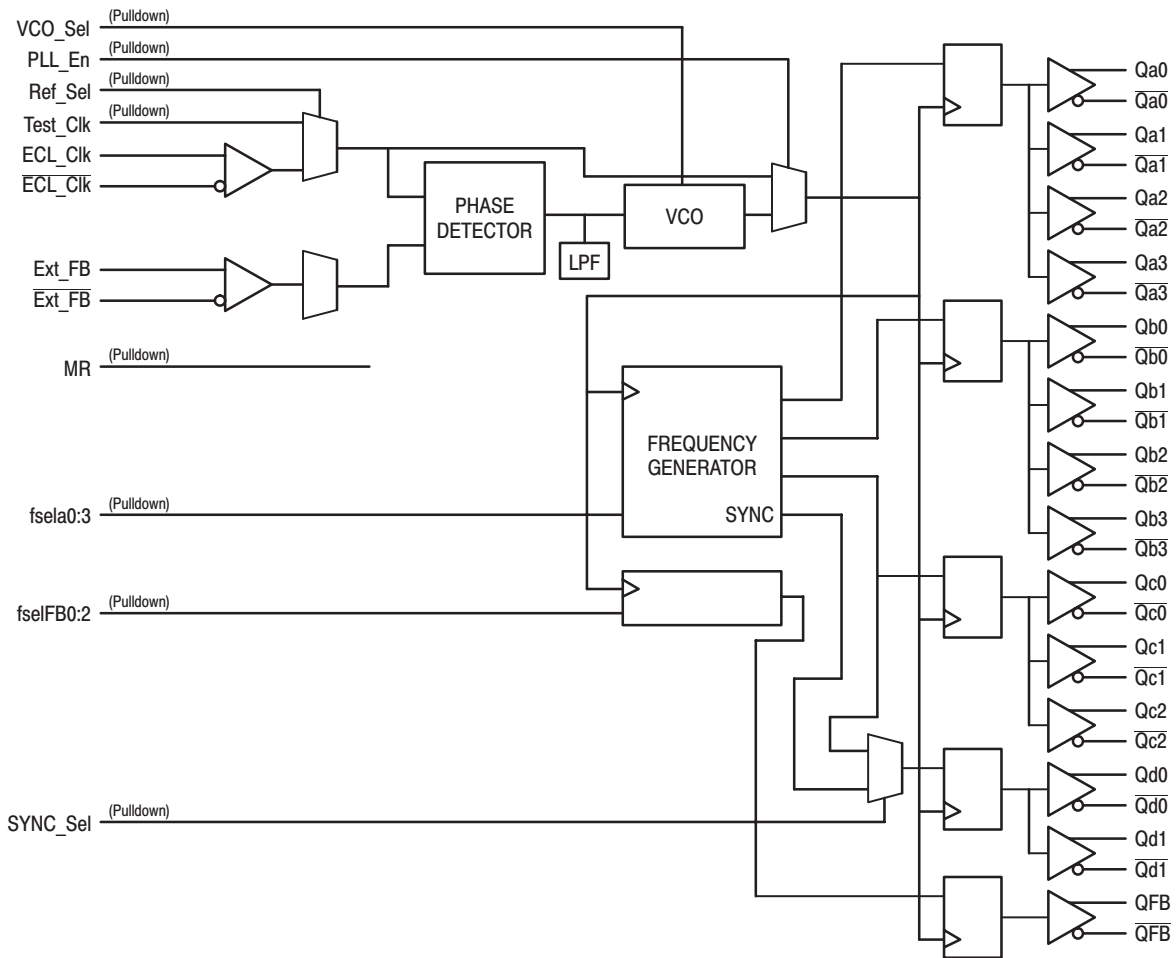 VCO_Sel (Pulldown)
PLL_En (Pulldown)
Ref_Sel (Pulldown)
Test_Clk (Pulldown)
ECL_Clk
ECL_Clk
Ext_FB
Ext_FB
MR (Pulldown)
fsela0:3 (Pulldown)
fselFB0:2 (Pulldown)
SYNC_Sel (Pulldown)
PHASE
DETECTOR
LPF
VCO
FREQUENCY
GENERATOR
SYNC
Qa0
Qa0
Qa1
Qa1
Qa2
Qa2
Qa3
Qa3
Qb0
Qb0
Qb1
Qb1
Qb2
Qb2
Qb3
Qb3
Qc0
Qc0
Qc1
Qc1
Qc2
Qc2
Qd0
Qd0
Qd1
Qd1
QFB
QFB